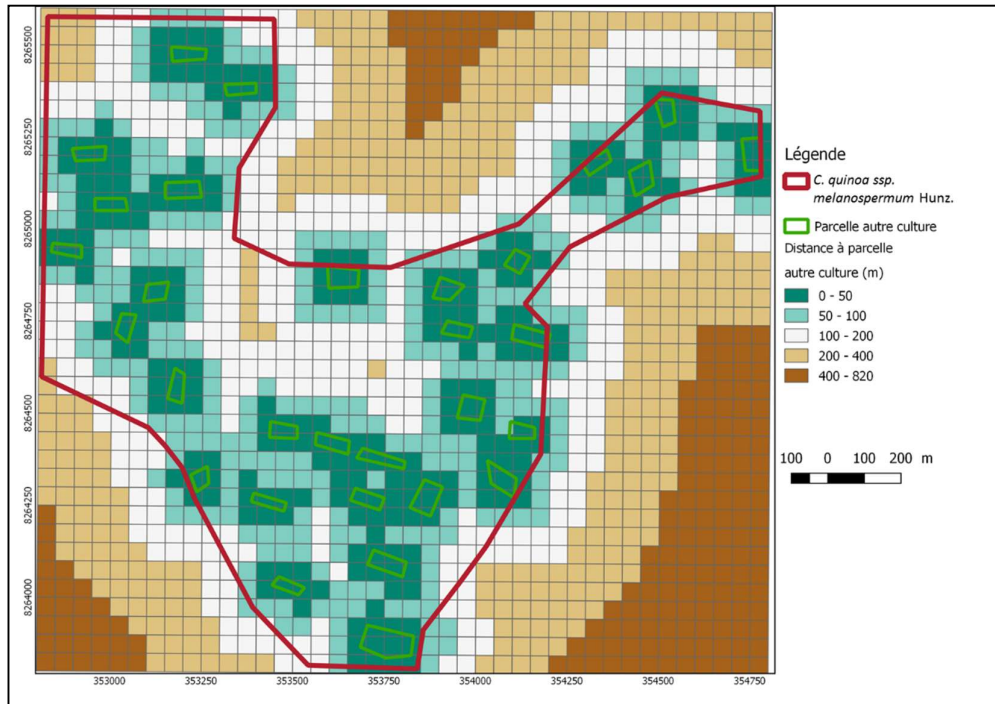 8265500
8265250
8265000
8264750
8264500
8264250
8264000
353000 353250 353500 353750 354000 354250 354500 354750
Légende
C. quinoa ssp.
melanospermum Hunz.
Parcelle autre culture
Distance à parcelle
autre culture (m)
0 - 50
50 - 100
100 - 200
200 - 400
400 - 820
100 0 100 200 m